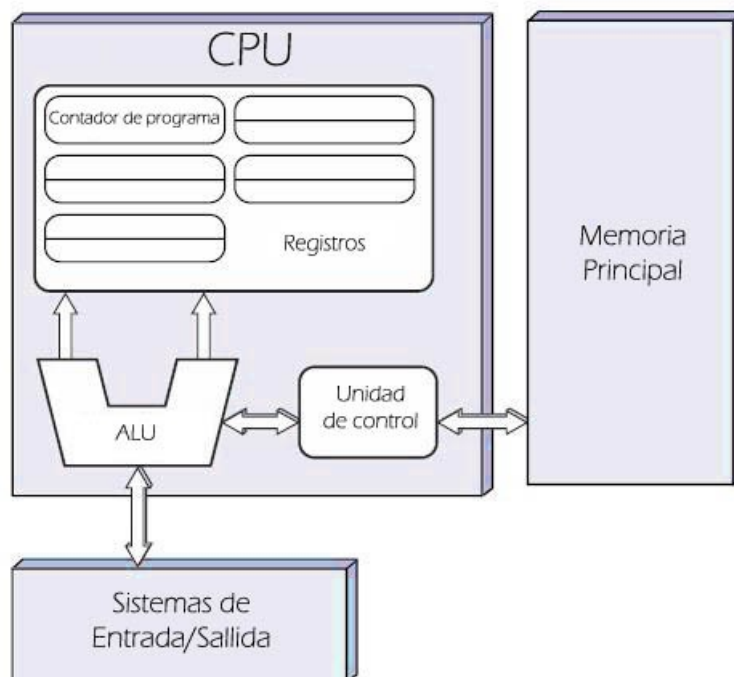 CPU
Contador de programa
Registros
Memoria
Principal
ALU
Unidad
de control
Sistemas de
Entrada/Sallida